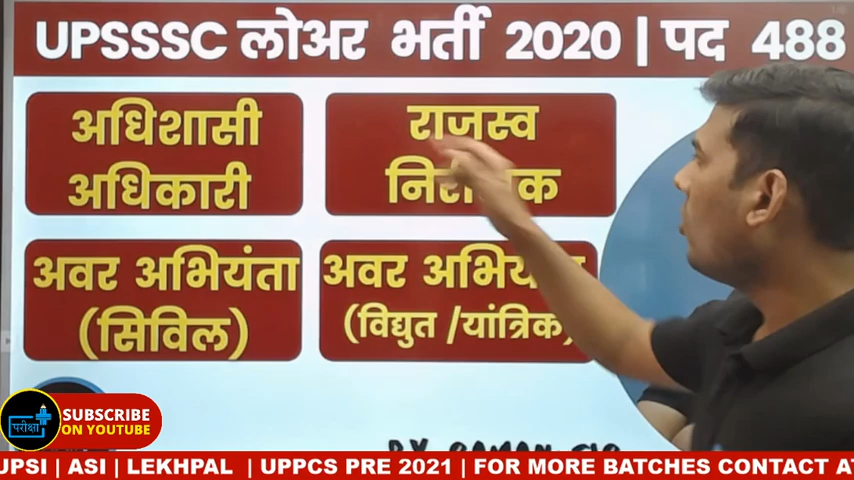 UPSSSC लोअर भर्ती 2020 | पद 488
अधिशासी
अधिकारी
राजस्व
अवर अभियंता
(सिविल)
अवर
(विद्युत /यांत्रिक)
परीक्षा
SUBSCRIBE
ON YOUTUBE
UPSI | ASI | LEKHPAL | UPPCS PRE 2021 | FOR MORE BATCHES CONTACT AT